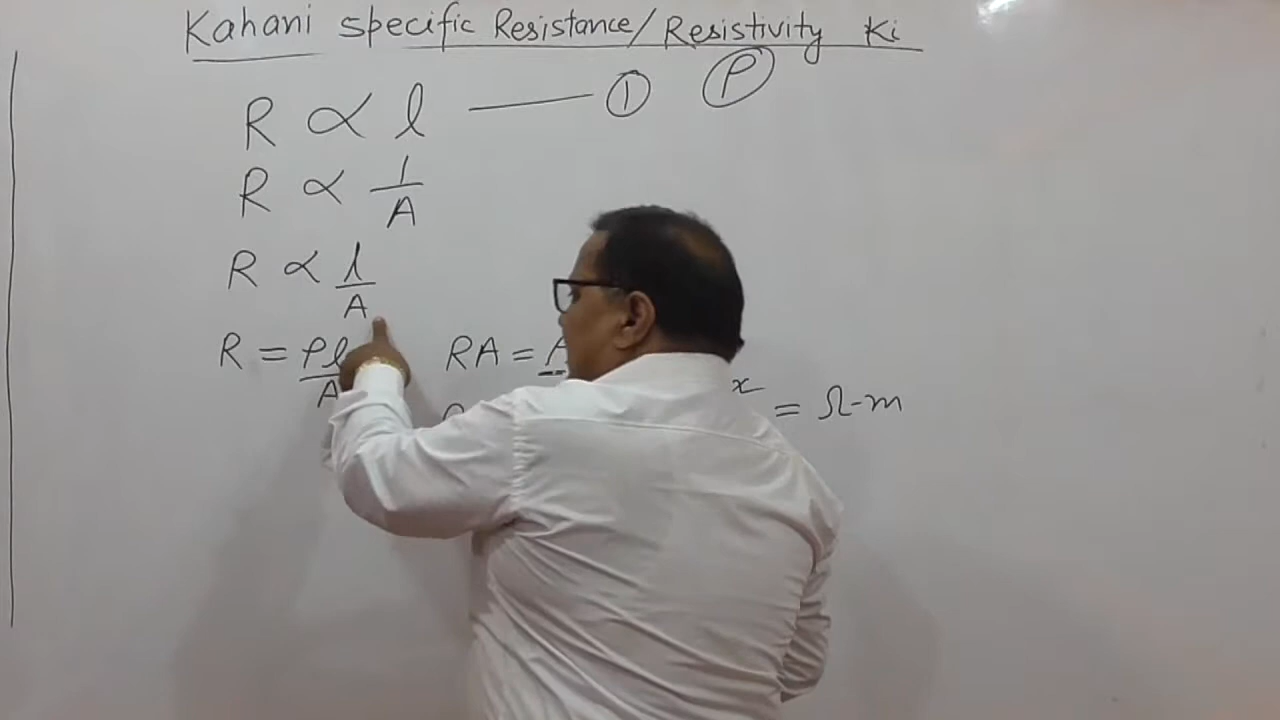 Kahani specific Resistance/Resistivity Ki
R ∝ l —— ① ρ
R ∝ 1/A
R ∝ l/A
R = ρl/A RA =
x = Ω-m